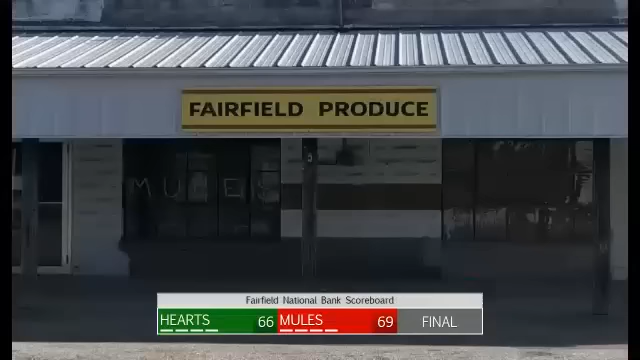 FAIRFIELD PRODUCE
MULES
Fairfield National Bank Scoreboard
HEARTS 66 MULES 69 FINAL